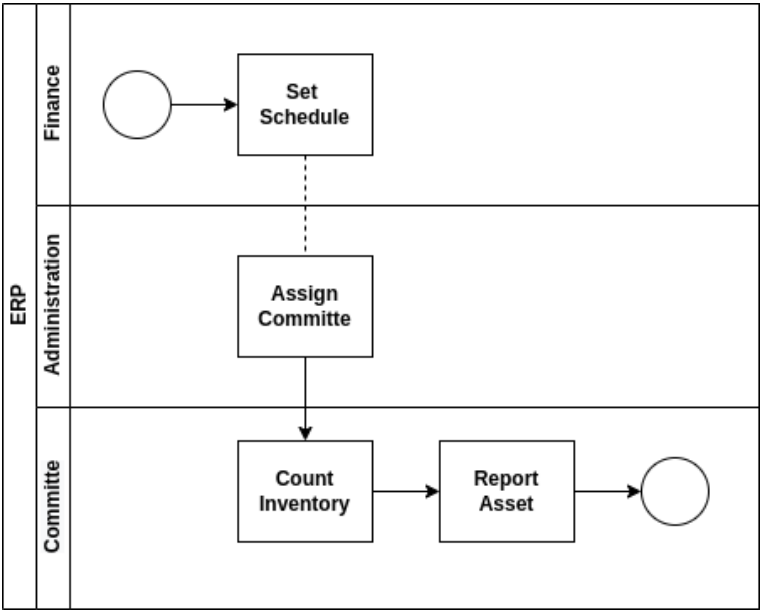 ERP
Finance
Set
Schedule
Administration
Assign
Committe
Committe
Count
Inventory
Report
Asset